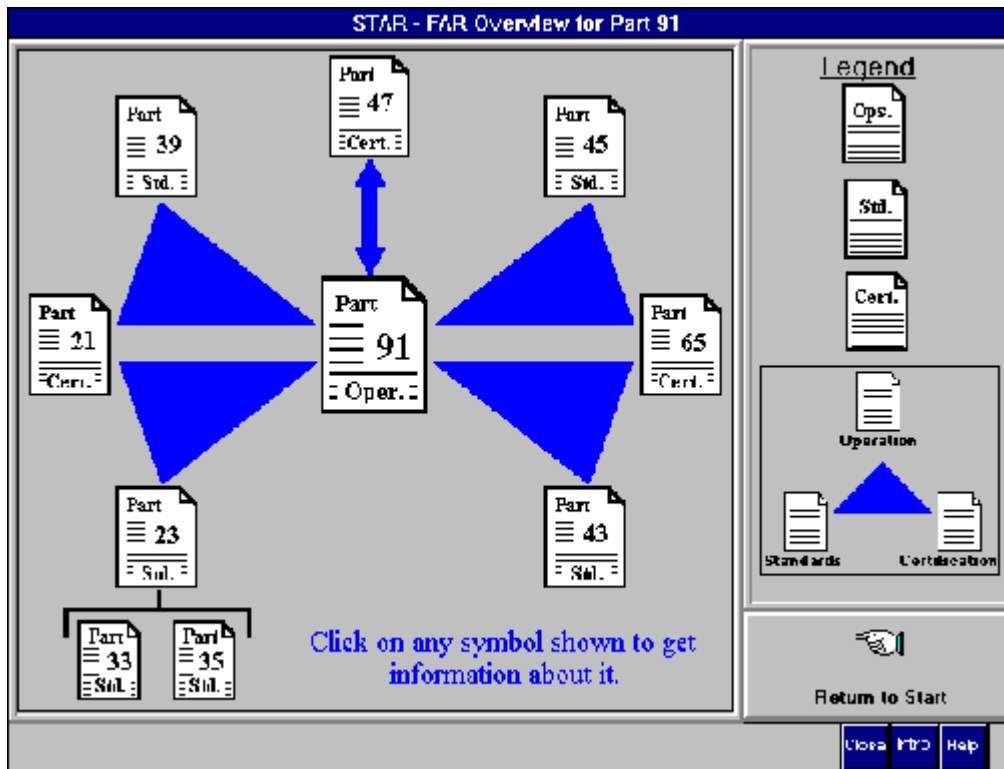 STAR - FAR Overview for Part 91
Part
47
Cert.
Part
39
Std.
Part
45
Std.
Part
21
Cert.
Part
91
Oper.
Part
65
Cert.
Part
23
Std.
Part
43
Std.
Part
33
Std.
Part
35
Std.
Click on any symbol shown to get
information about it.
Legend
Ops.
Std.
Cert.
Operation
Standards
Certification
Return to Start
Close
Intro
Help